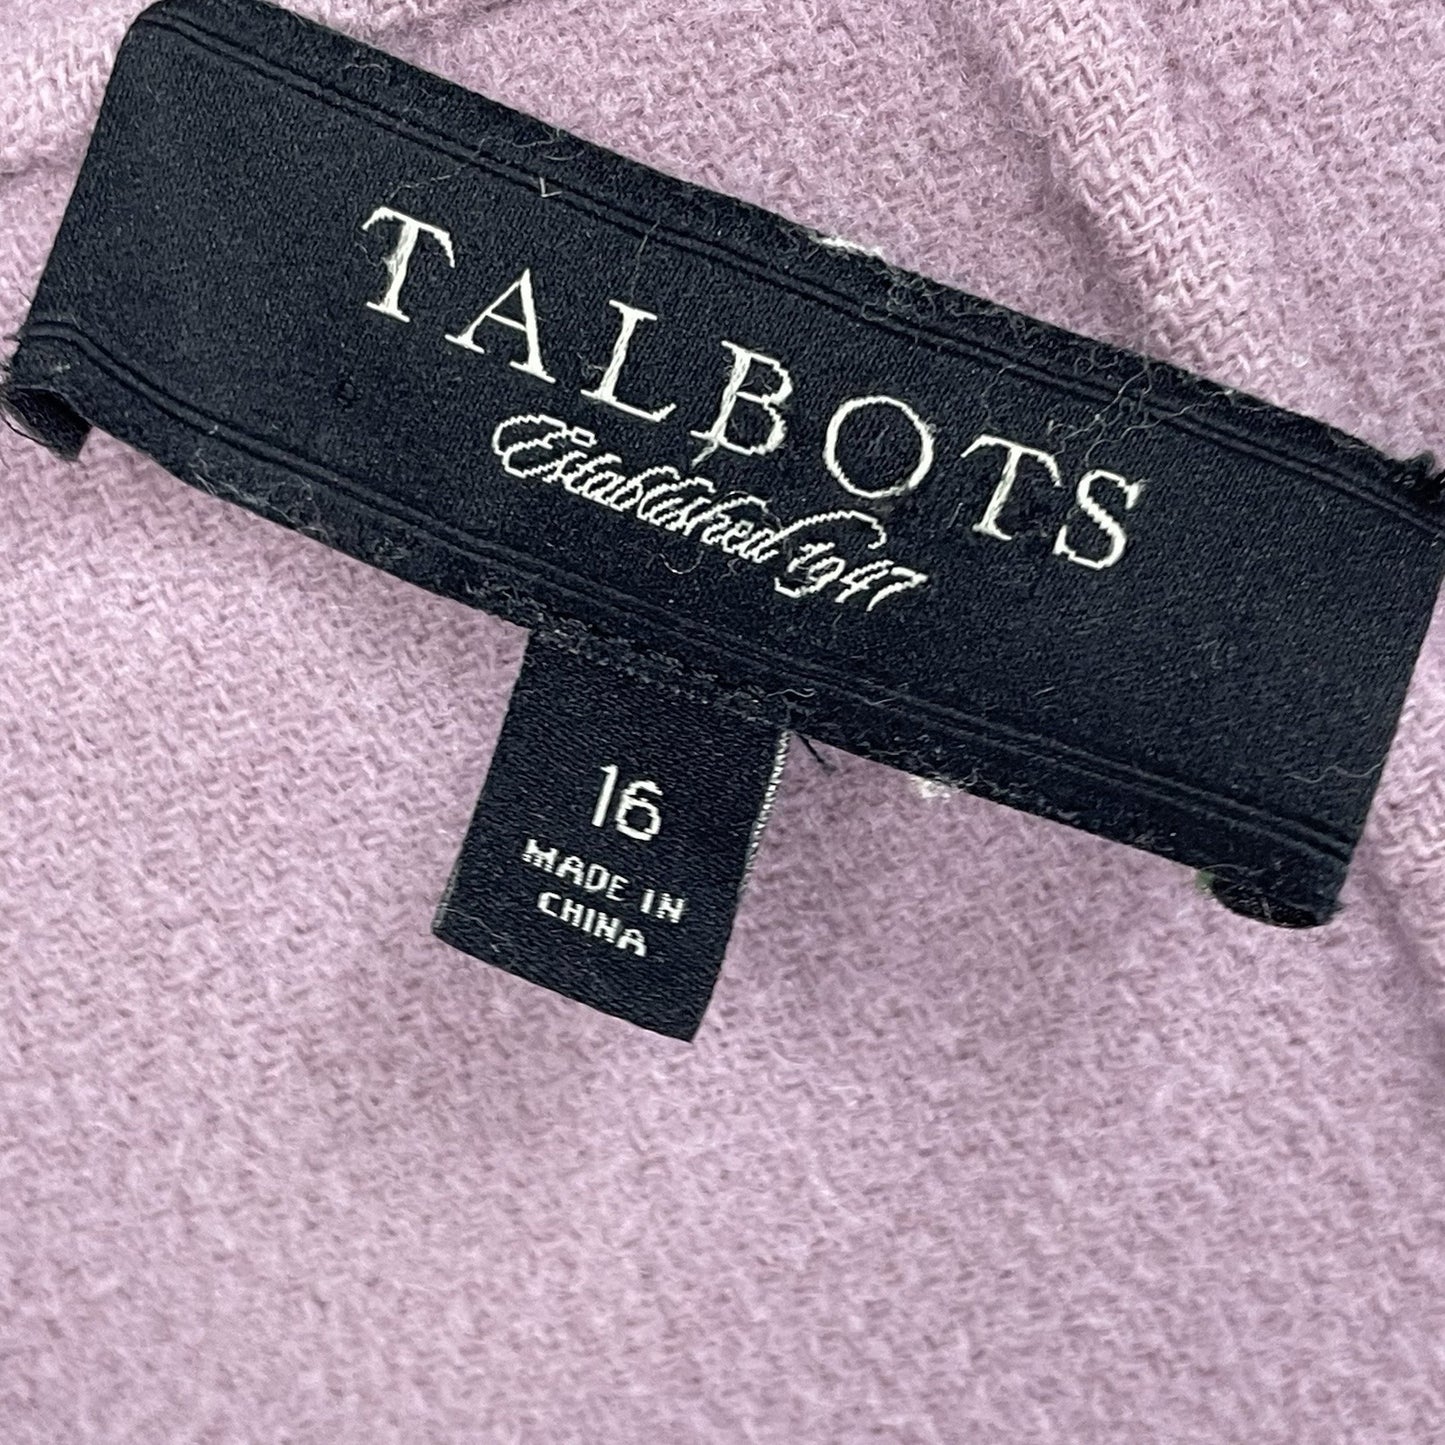 TALBOTS
Established 1947
16
MADE IN
CHINA